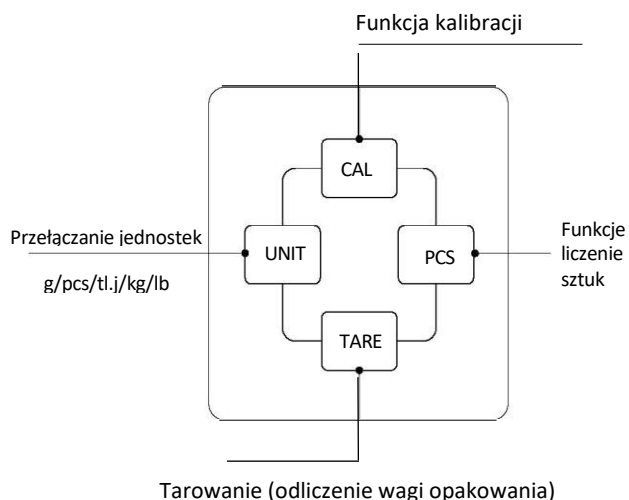 Funkcja kalibracji
CAL
Przełączanie jednostek
g/pcs/tl.j/kg/lb
UNIT
PCS
Funkcje
liczenie
sztuk
TARE
Tarowanie (odliczenie wagi opakowania)